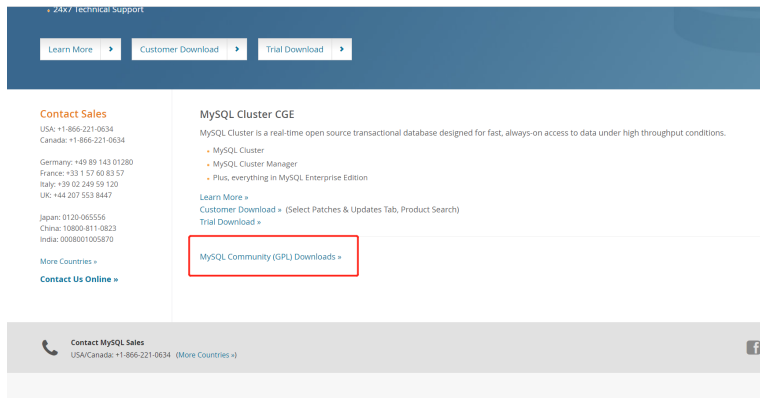 24x7 Technical Support
Learn More
Customer Download
Trial Download
Contact Sales
USA: +1-866-221-0634
Canada: +1-866-221-0634
Germany: +49 89 143 01280
France: +33 1 57 60 83 57
Italy: +39 02 249 59 120
UK: +44 207 553 8447
Japan: 0120-065556
China: 10800-811-0823
India: 0008001005870
More Countries »
Contact Us Online »
MySQL Cluster CGE
MySQL Cluster is a real-time open source transactional database designed for fast, always-on access to data under high throughput conditions.
MySQL Cluster
MySQL Cluster Manager
Plus, everything in MySQL Enterprise Edition
Learn More »
Customer Download » (Select Patches & Updates Tab, Product Search)
Trial Download »
MySQL Community (GPL) Downloads »
Contact MySQL Sales
USA/Canada: +1-866-221-0634 (More Countries »)